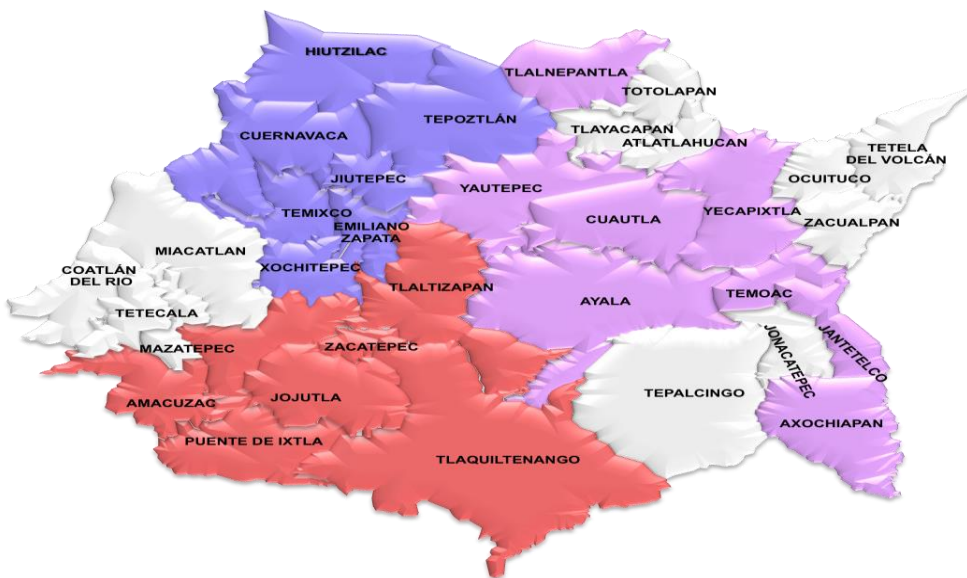 HIUTZILAC
TLALNEPANTLA
TOTOLAPAN
TEPOZTLÁN
CUERNAVACA
TLAYACAPAN
ATLATLAHUCAN
TETELA
DEL VOLCÁN
OCUITUCO
JIUTEPEC
YAUTEPEC
TEMIXCO
CUAUTLA
YECAPIXTLA
ZACUALPAN
EMILIANO
ZAPATA
MIACATLAN
XOCHITEPEC
COATLÁN
DEL RIO
TLALTIZAPAN
AYALA
TEMOAC
TETECALA
MAZATEPEC
ZACATEPEC
JONACATEPEC
JANTETELCO
AMACUZAC
JOJUTLA
TEPALCINGO
AXOCHIAPAN
PUENTE DE IXTLA
TLAQUILTENANGO